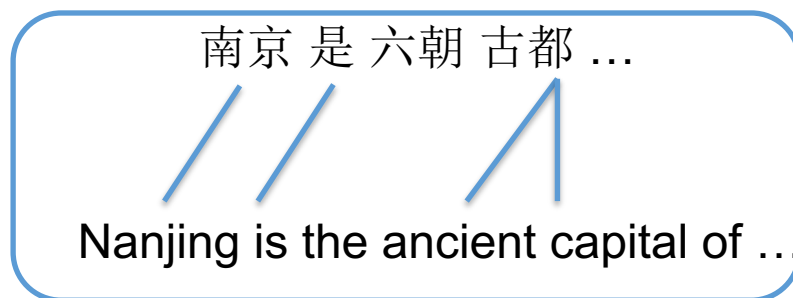 南京 是 六朝 古都 …
Nanjing is the ancient capital of …